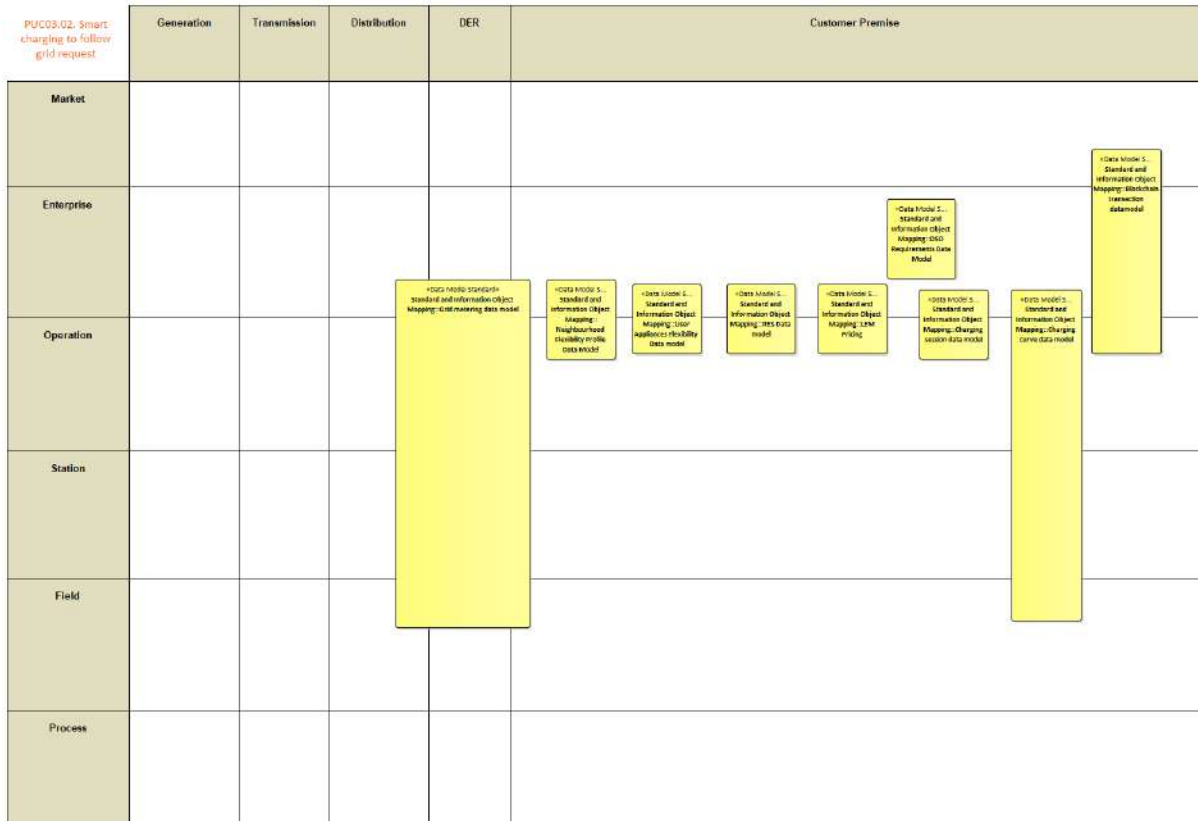 PUC03.02. Smart
charging to follow
grid request
Generation
Transmission
Distribution
DER
Customer Premise
Market
Enterprise
Operation
Station
Field
Process
«Data Model Standard»
Standard and Information Object
Mapping::Grid metering data model
«Data Model S...
Standard and
Information Object
Mapping::
Neighbourhood
Flexibility Profile
Data Model
«Data Model S...
Standard and
Information Object
Mapping::User
Appliances Flexibility
Data model
«Data Model S...
Standard and
Information Object
Mapping::RES Data
model
«Data Model S...
Standard and
Information Object
Mapping::LEM
Pricing
«Data Model S...
Standard and
Information Object
Mapping::DSO
Requirements Data
Model
«Data Model S...
Standard and
Information Object
Mapping::Charging
session data model
«Data Model S...
Standard and
Information Object
Mapping::Charging
curve data model
«Data Model S...
Standard and
Information Object
Mapping::Blockchain
transaction
datamodel